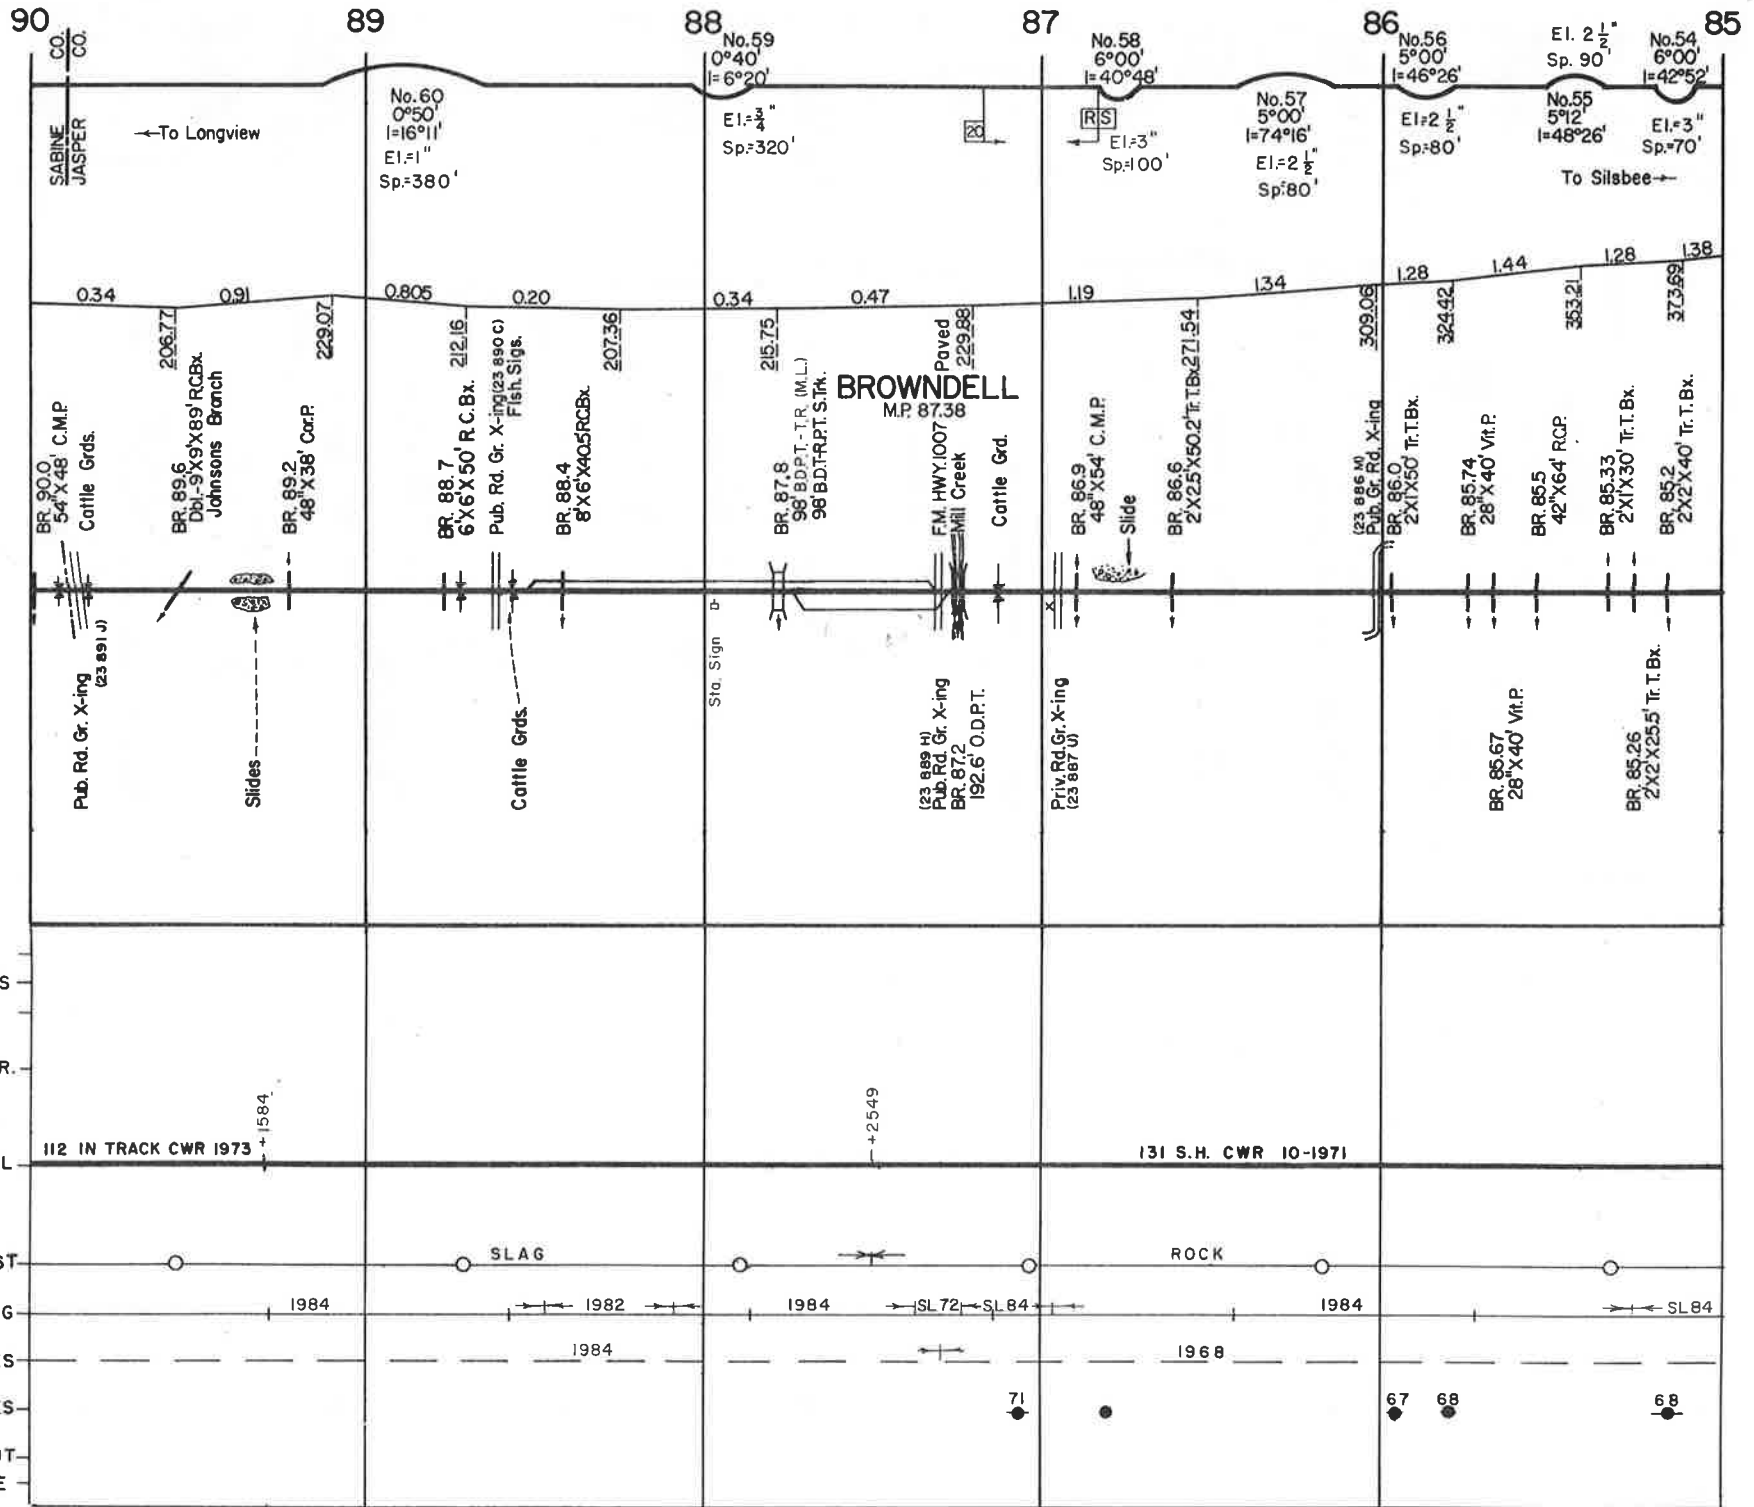 90
89
88
87
86
85
SABINE CO.
JASPER CO.
←To Longview
No.60
0°50'
I=16°11'
El.=1"
Sp.=380'
No.59
0°40'
I=6°20'
El.=3/4"
Sp.=320'
20
R S
No.58
6°00'
I=40°48'
El.=3"
Sp.=100'
No.57
5°00'
I=74°16'
El.=2 1/2"
Sp.=80'
No.56
5°00'
I=46°26'
El.=2 1/2"
Sp.=80'
El. 2 1/2"
Sp. 90'
No.55
5°12'
I=48°26'
No.54
6°00'
I=42°52'
El.=3"
Sp.=70'
To Silsbee→
0.34
0.91
0.805
0.20
0.34
0.47
1.19
1.34
1.28
1.44
1.28
1.38
206.77
229.07
212.16
207.36
215.75
229.88
271.54
309.06
324.42
353.21
373.69
BROWNDELL
M.P. 87.38
BR. 90.0
54"X48' C.M.P.
Cattle Grds.
BR. 89.6
Dbl.-9'X9'X89' R.C.Bx.
Johnsons Branch
BR. 89.2
48"X38' Cor.P.
BR. 88.7
6'X6'X50' R.C.Bx.
Pub. Rd. Gr. X-ing (23 890 C)
Flsh. Sigs.
BR. 88.4
8'X6'X40.5 R.C.Bx.
BR. 87.8
98' B.D.P.T.-T.R. (M.L.)
98' B.D.T-R.P.T. S.Trk.
F.M. HWY. 1007 Paved
Mill Creek
Cattle Grd.
BR. 86.9
48"X54' C.M.P.
Slide
BR. 86.6
2'X2.5'X50.2' Tr.T.Bx.
(23 886 M)
Pub. Gr. Rd. X-ing
BR. 86.0
2'X1'X50' Tr.T.Bx.
BR. 85.74
28"X40' Vit.P.
BR. 85.5
42"X64' R.C.P.
BR. 85.33
2'X1'X30' Tr.T.Bx.
BR. 85.2
2'X2'X40' Tr.T.Bx.
Pub. Rd. Gr. X-ing
(23 891 J)
Slides
Cattle Grds.
Sta. Sign
(23 889 H)
Pub. Rd. Gr. X-ing
BR. 87.2
192.6' O.D.P.T.
Priv. Rd. Gr. X-ing
(23 887 U)
BR. 85.67
28"X40' Vit.P.
BR. 85.26
2'X2'X25.5' Tr.T.Bx.
S
R.
112 IN TRACK CWR 1973
+1584
+2549
131 S.H. CWR 10-1971
L
ST
SLAG
ROCK
G
1984
1982
1984
SL72
SL84
1984
SL84
S
1984
1968
ES
71
67
68
68
OT
E